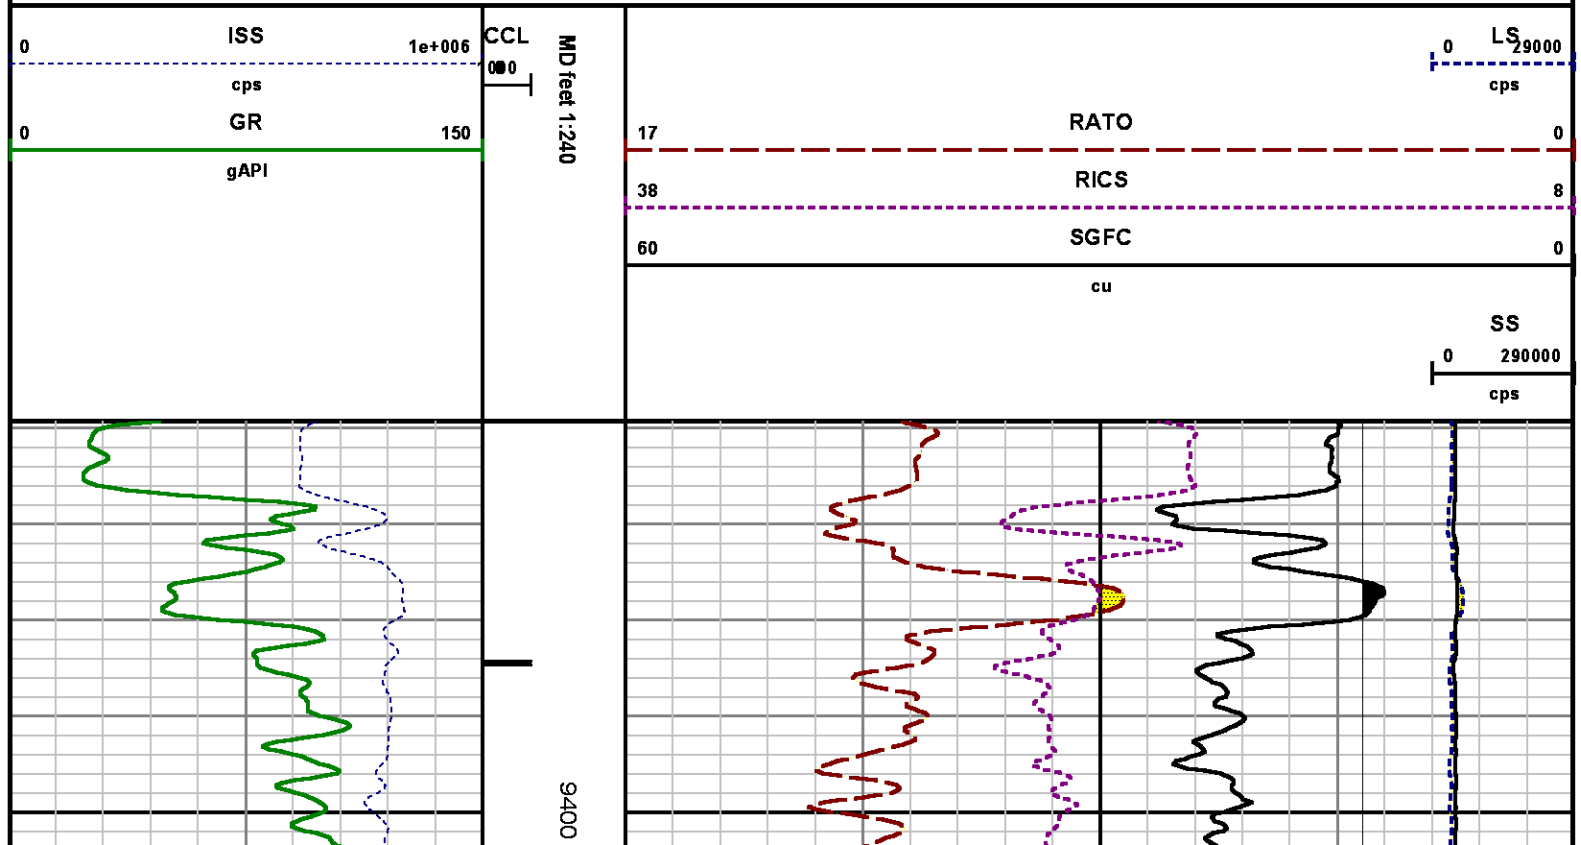 ISS
0 1e+006
cps
GR
0 150
gAPI
CCL
MD feet 1:240
LS
0 29000
cps
RATO
17 0
RICS
38 8
SGFC
60 0
cu
SS
0 290000
cps
9400